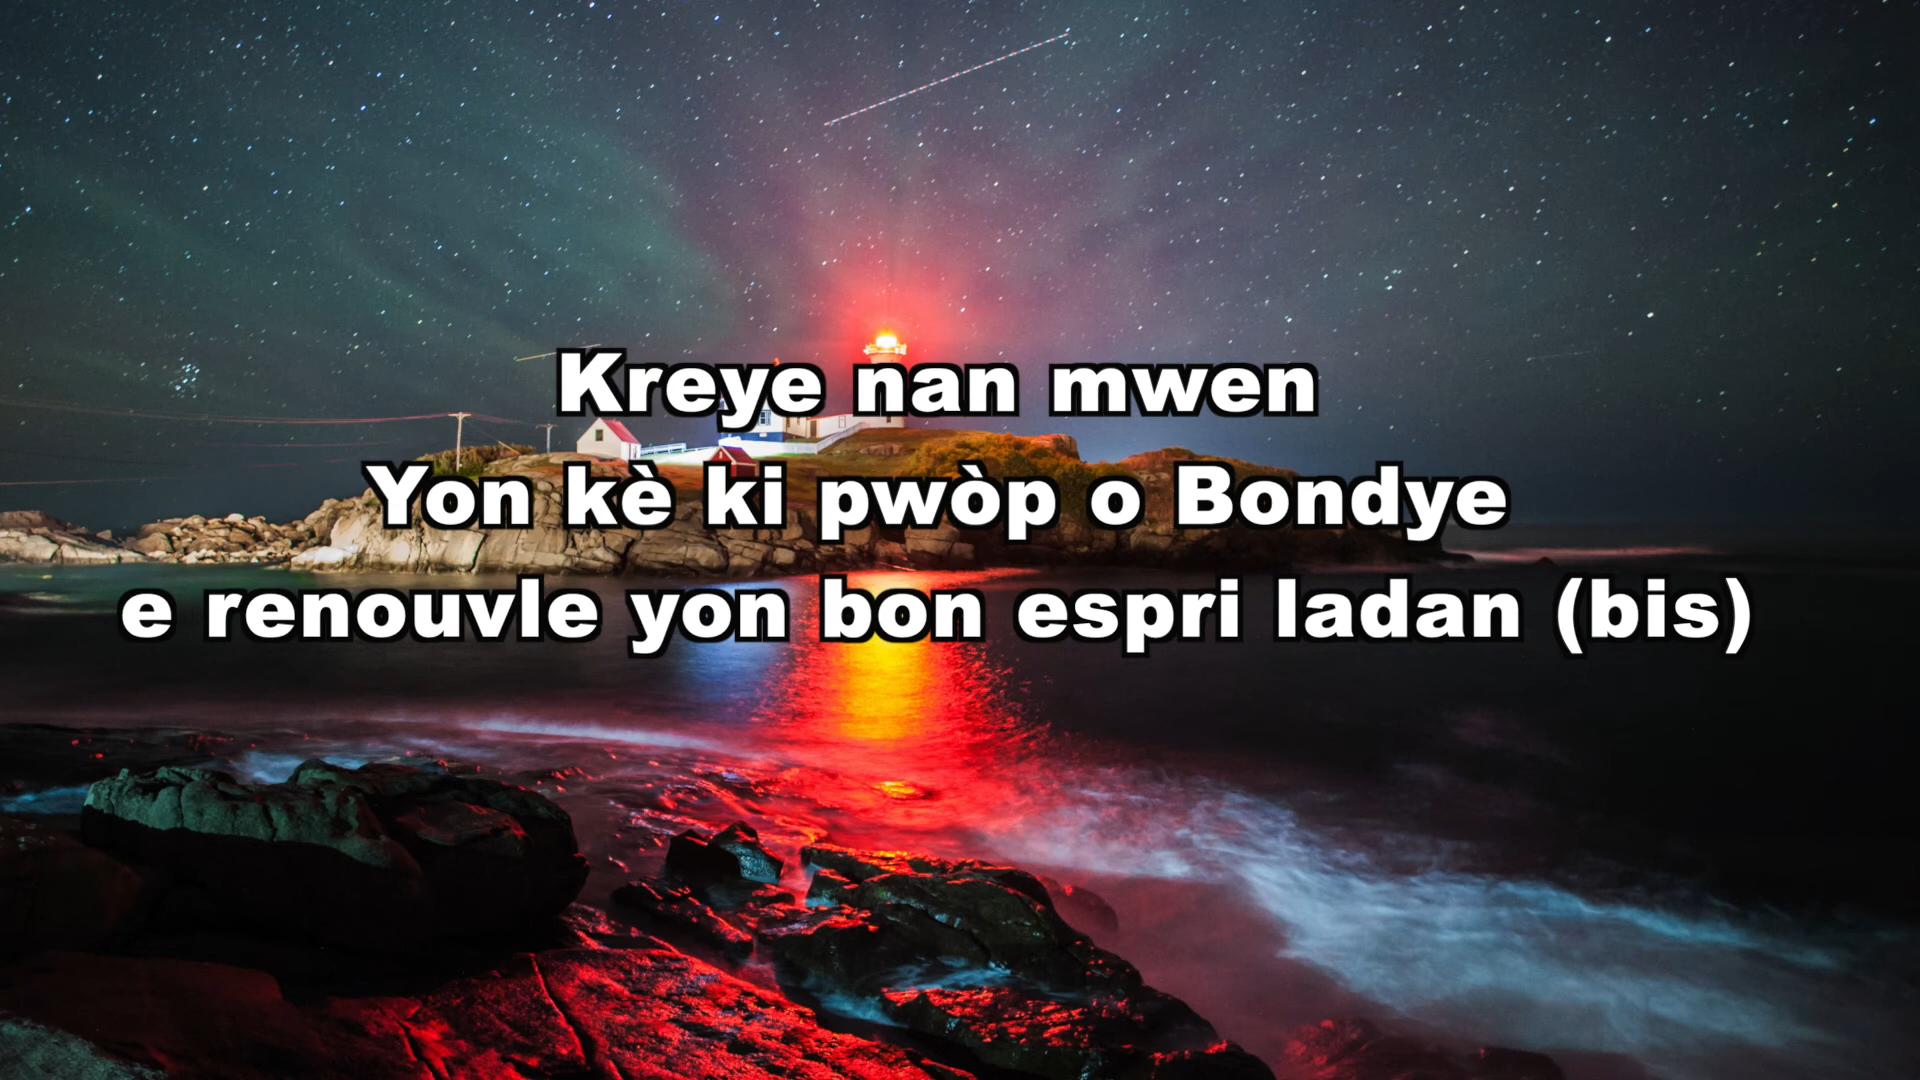 Kreye nan mwen
Yon kè ki pwòp o Bondye
e renouvle yon bon espri ladan (bis)